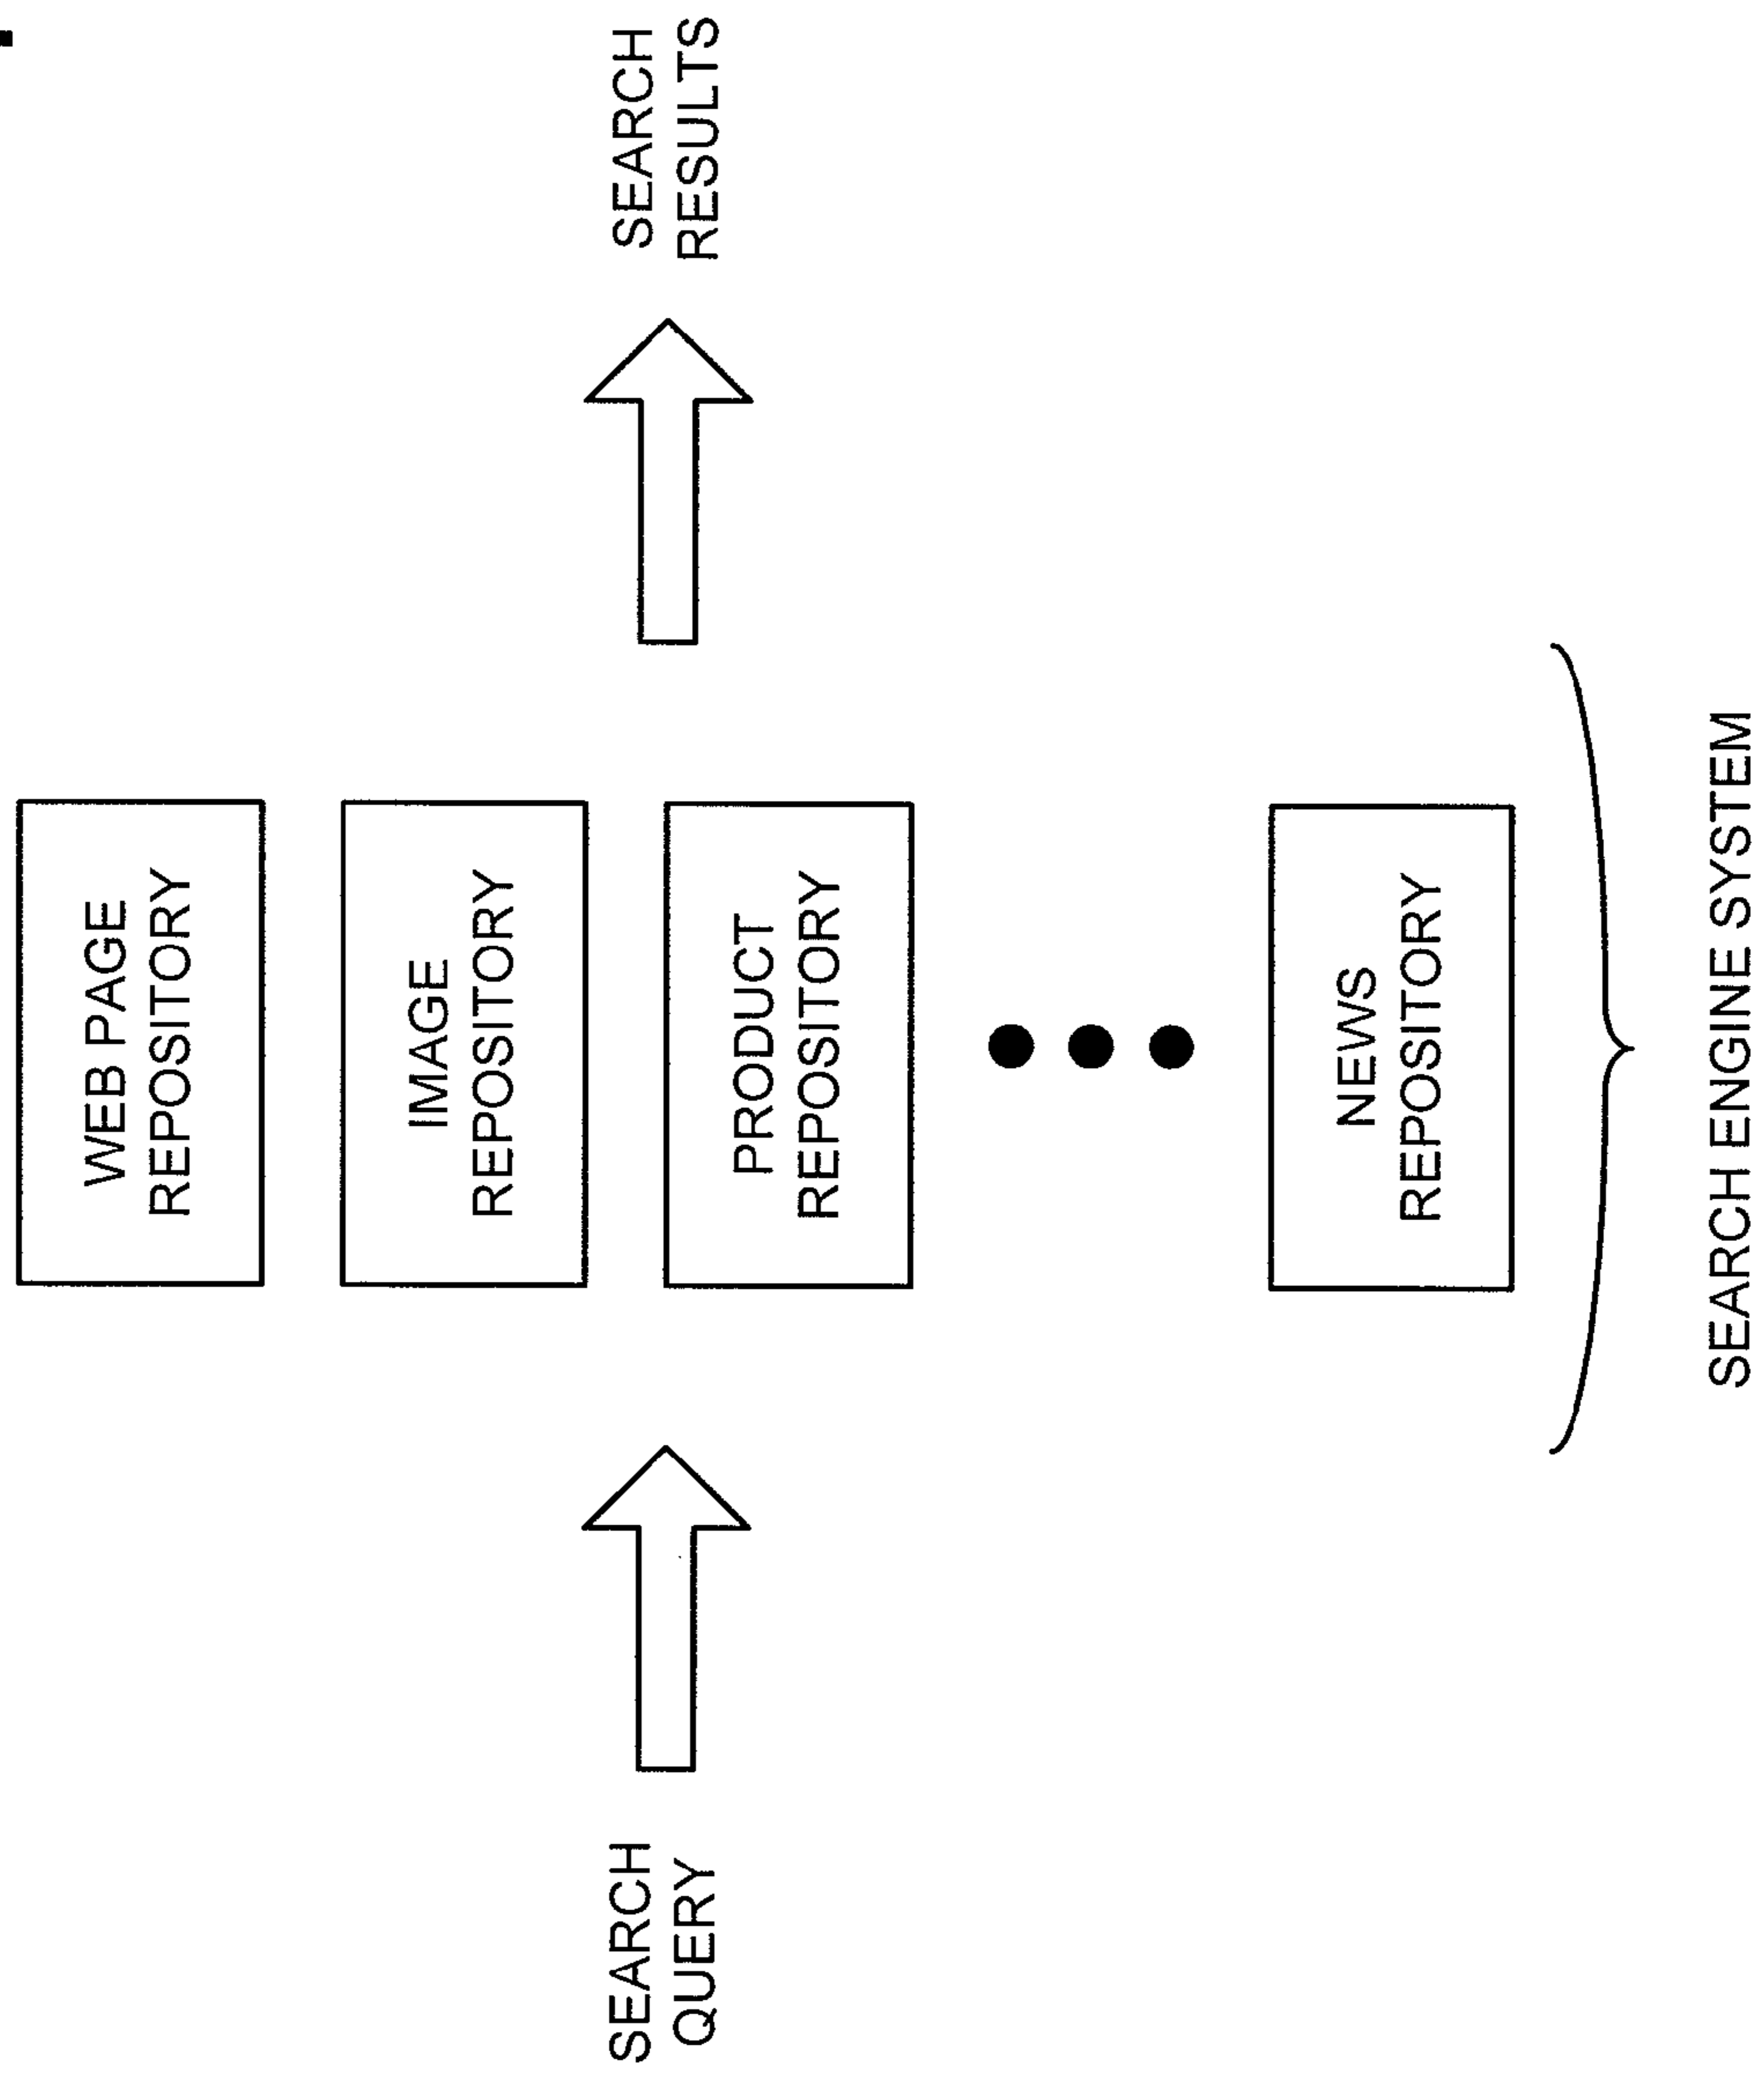 WEB PAGE
REPOSITORY
IMAGE
REPOSITORY
PRODUCT
REPOSITORY
NEWS
REPOSITORY
SEARCH
QUERY
SEARCH
RESULTS
SEARCH ENGINE SYSTEM